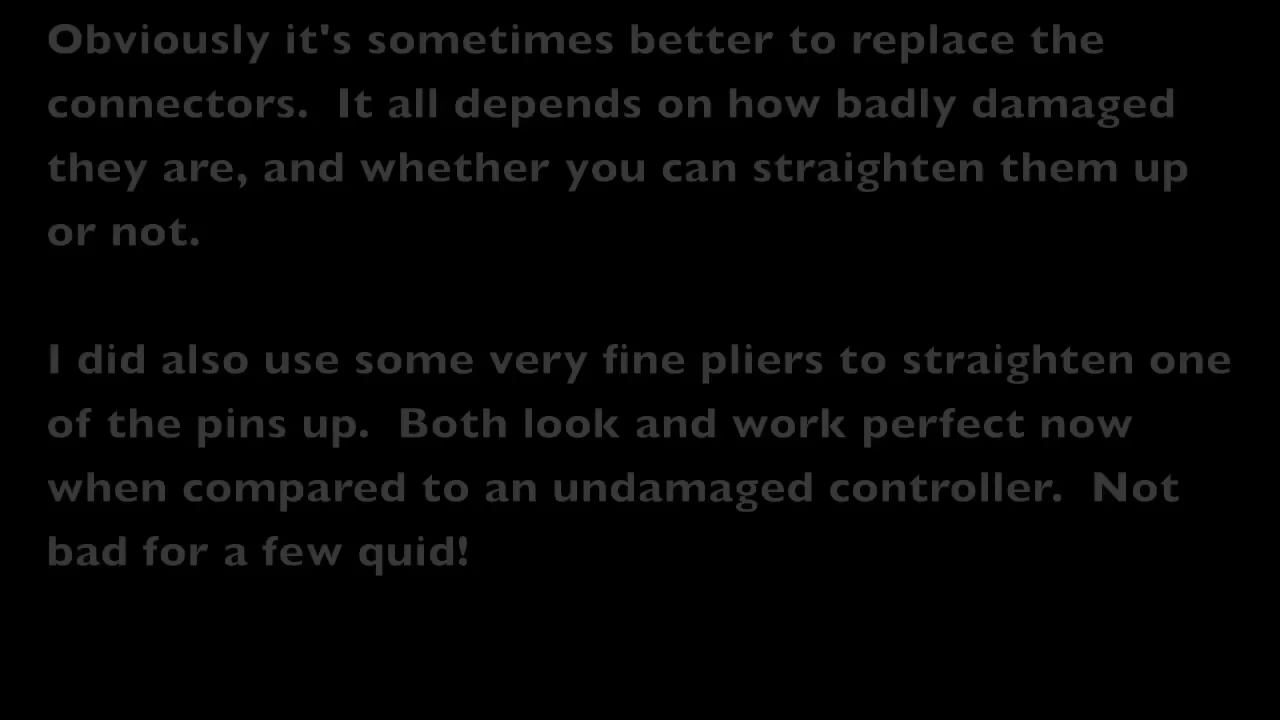 Obviously it's sometimes better to replace the
connectors.  It all depends on how badly damaged
they are, and whether you can straighten them up
or not.
I did also use some very fine pliers to straighten one
of the pins up.  Both look and work perfect now
when compared to an undamaged controller.  Not
bad for a few quid!